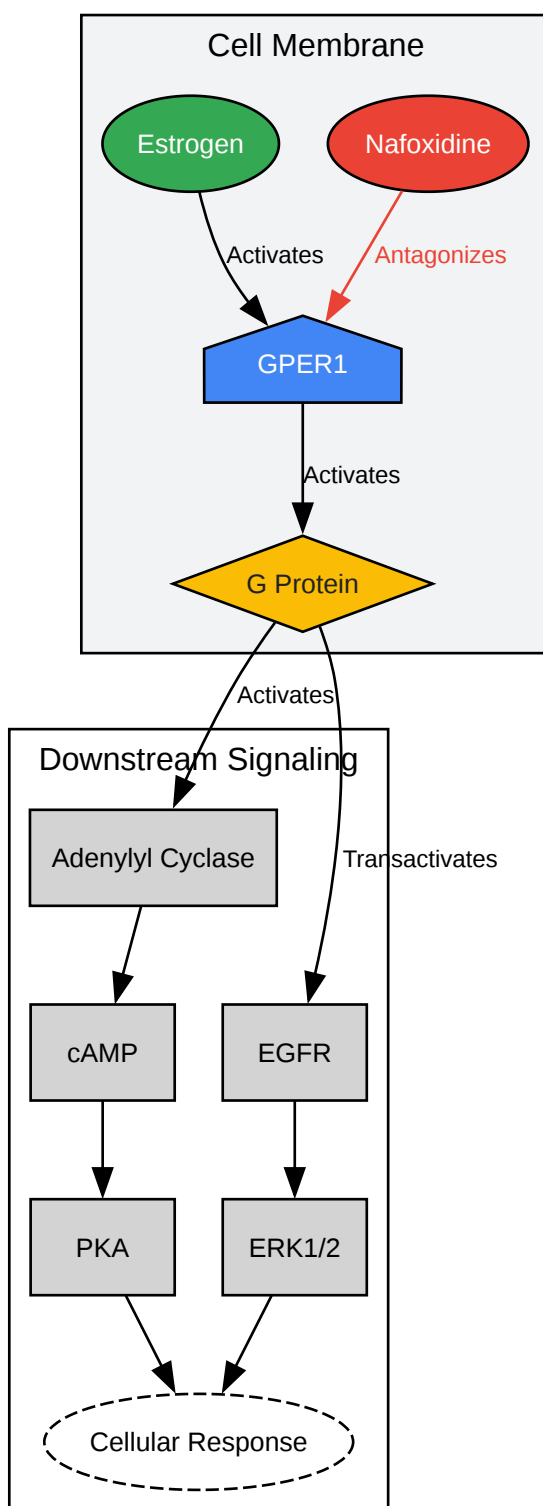 Cell Membrane
Estrogen
Nafoxidine
Activates
Antagonizes
GPER1
Activates
G Protein
Activates
Downstream Signaling
Adenylyl Cyclase
Transactivates
cAMP
EGFR
PKA
ERK1/2
Cellular Response